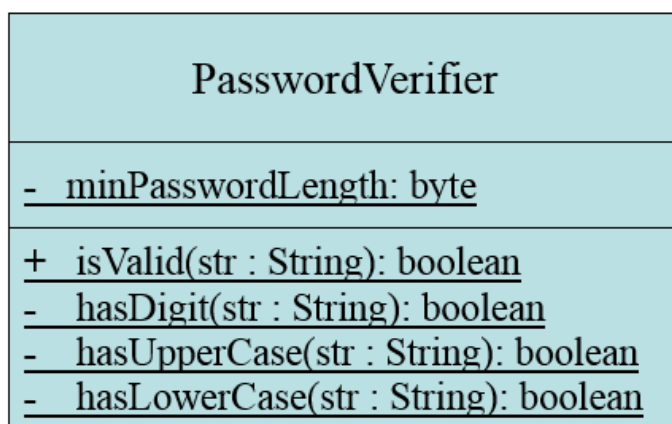 PasswordVerifier
- minPasswordLength: byte
+ isValid(str : String): boolean
- hasDigit(str : String): boolean
- hasUpperCase(str : String): boolean
- hasLowerCase(str : String): boolean